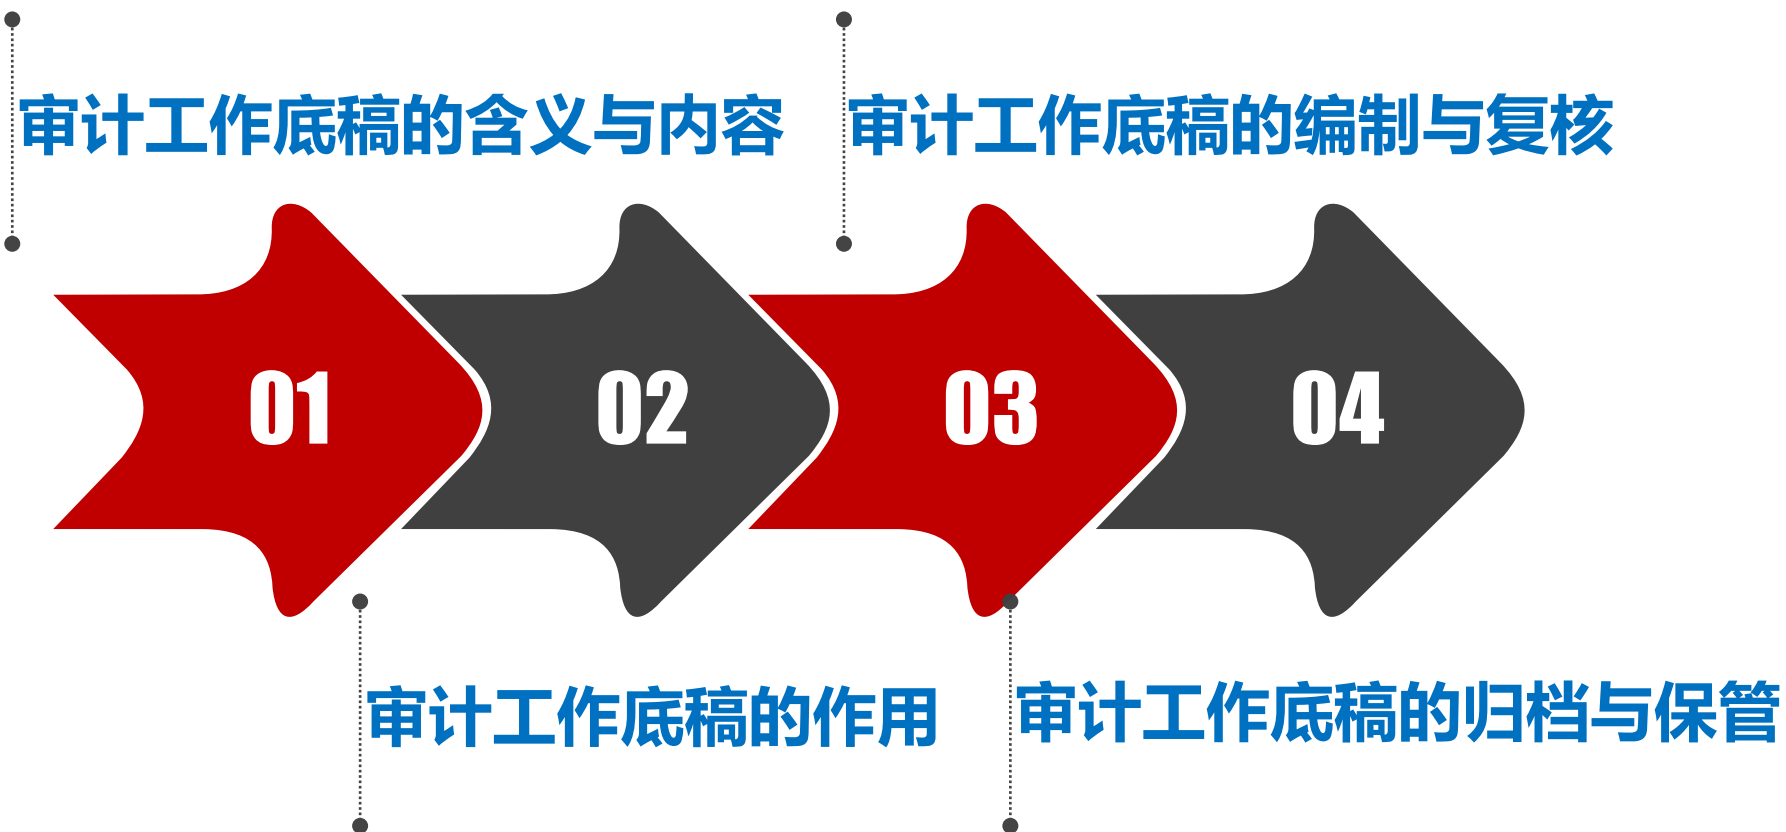 审计工作底稿的含义与内容
审计工作底稿的编制与复核
01
02
03
04
审计工作底稿的作用
审计工作底稿的归档与保管